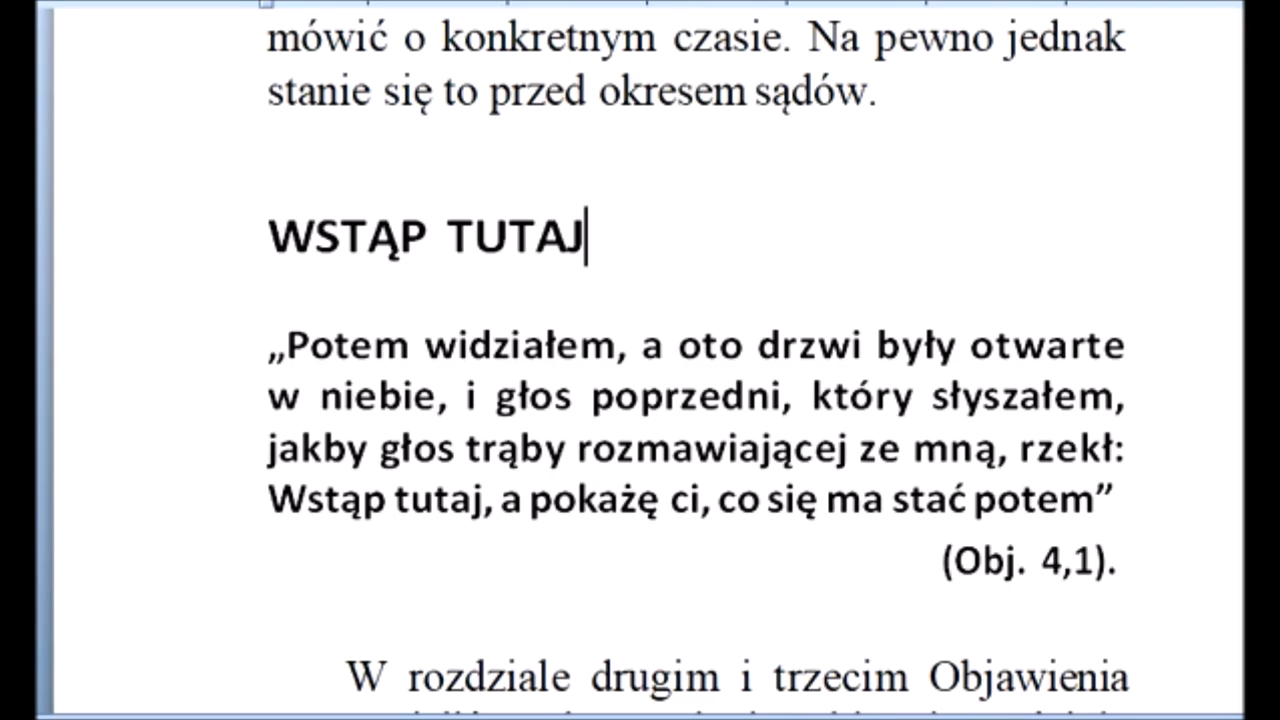 mówić o konkretnym czasie. Na pewno jednak
stanie się to przed okresem sądów.
WSTĄP TUTAJ
„Potem widziałem, a oto drzwi były otwarte
w niebie, i głos poprzedni, który słyszałem,
jakby głos trąby rozmawiającej ze mną, rzekł:
Wstąp tutaj, a pokażę ci, co się ma stać potem”
(Obj. 4,1).
W rozdziale drugim i trzecim Objawienia